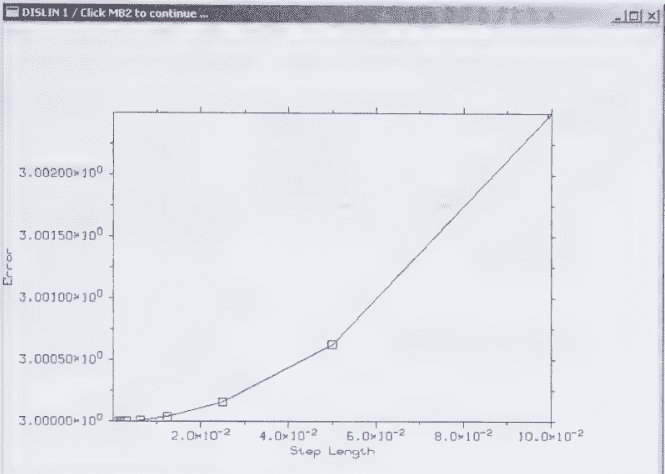 DISLIN 1 / Click MB2 to continue ...
3.00200×10⁰
3.00150×10⁰
3.00100×10⁰
3.00050×10⁰
3.00000×10⁰
Error
2.0×10⁻² 4.0×10⁻² 6.0×10⁻² 8.0×10⁻² 10.0×10⁻²
Step Length